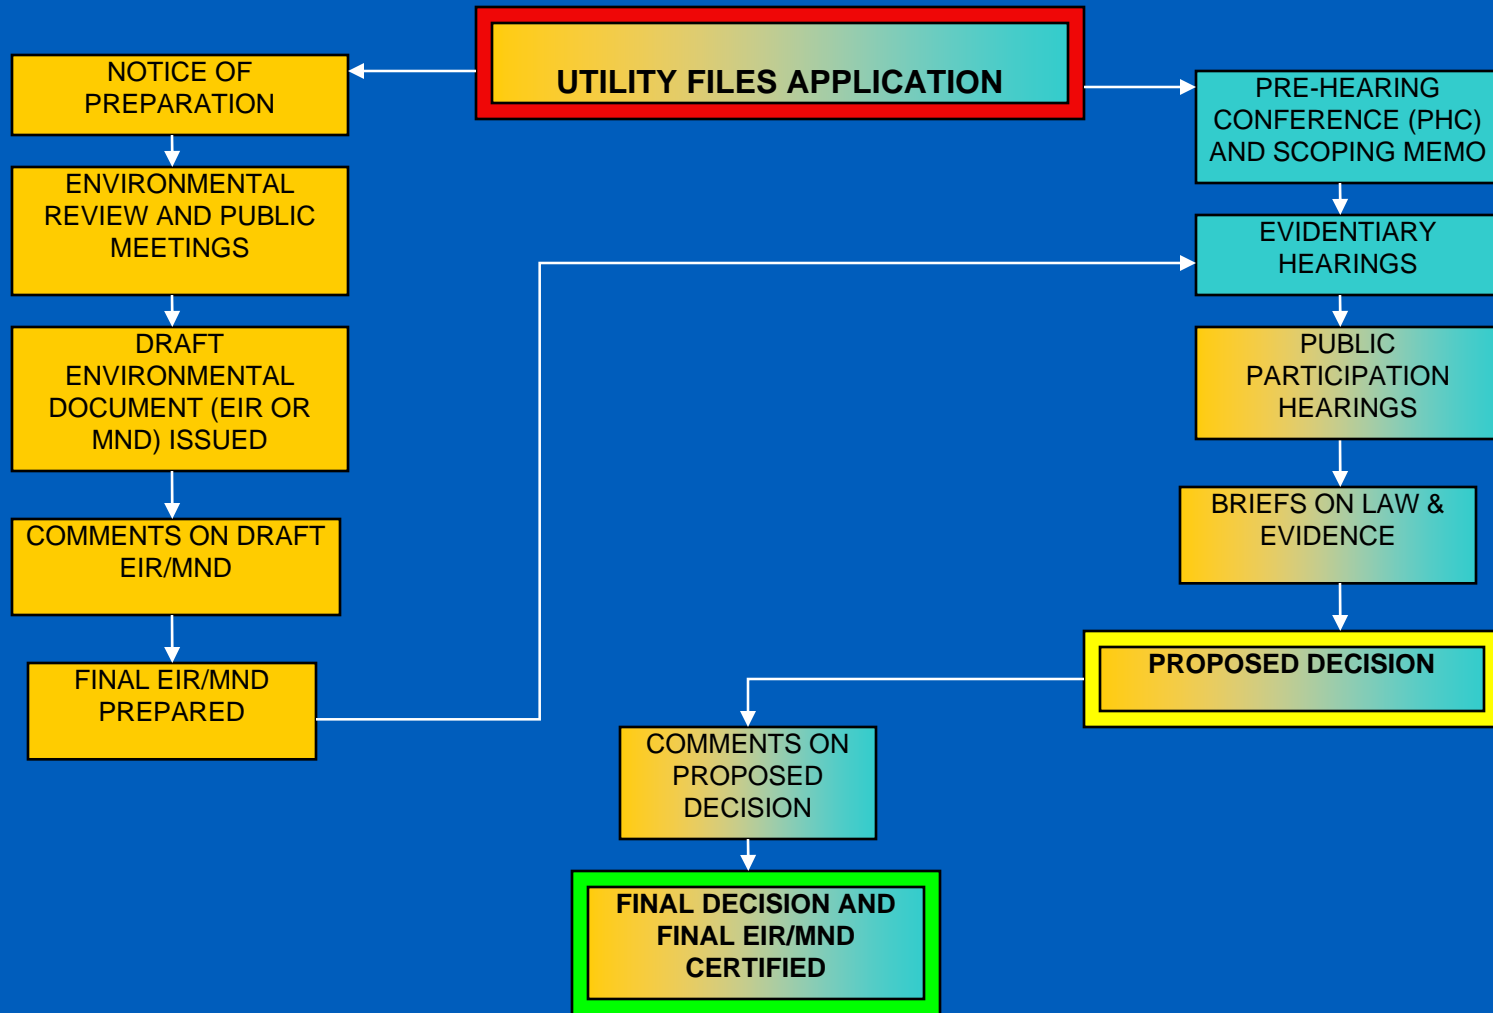 UTILITY FILES APPLICATION
NOTICE OF
PREPARATION
ENVIRONMENTAL
REVIEW AND PUBLIC
MEETINGS
DRAFT
ENVIRONMENTAL
DOCUMENT (EIR OR
MND) ISSUED
COMMENTS ON DRAFT
EIR/MND
FINAL EIR/MND
PREPARED
PRE-HEARING
CONFERENCE (PHC)
AND SCOPING MEMO
EVIDENTIARY
HEARINGS
PUBLIC
PARTICIPATION
HEARINGS
BRIEFS ON LAW &
EVIDENCE
PROPOSED DECISION
COMMENTS ON
PROPOSED
DECISION
FINAL DECISION AND
FINAL EIR/MND
CERTIFIED